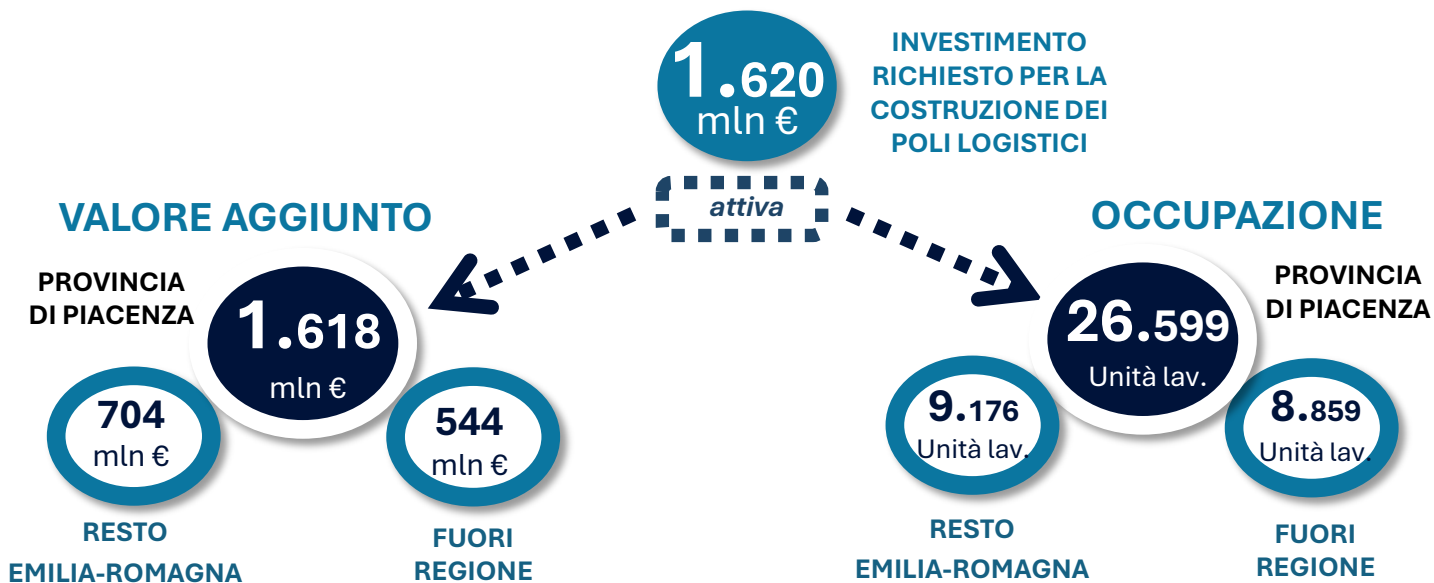 1.620
mln €
INVESTIMENTO
RICHIESTO PER LA
COSTRUZIONE DEI
POLI LOGISTICI
attiva
VALORE AGGIUNTO
PROVINCIA
DI PIACENZA
1.618
mln €
704
mln €
544
mln €
RESTO
EMILIA-ROMAGNA
FUORI
REGIONE
OCCUPAZIONE
PROVINCIA
DI PIACENZA
26.599
Unità lav.
9.176
Unità lav.
8.859
Unità lav.
RESTO
EMILIA-ROMAGNA
FUORI
REGIONE